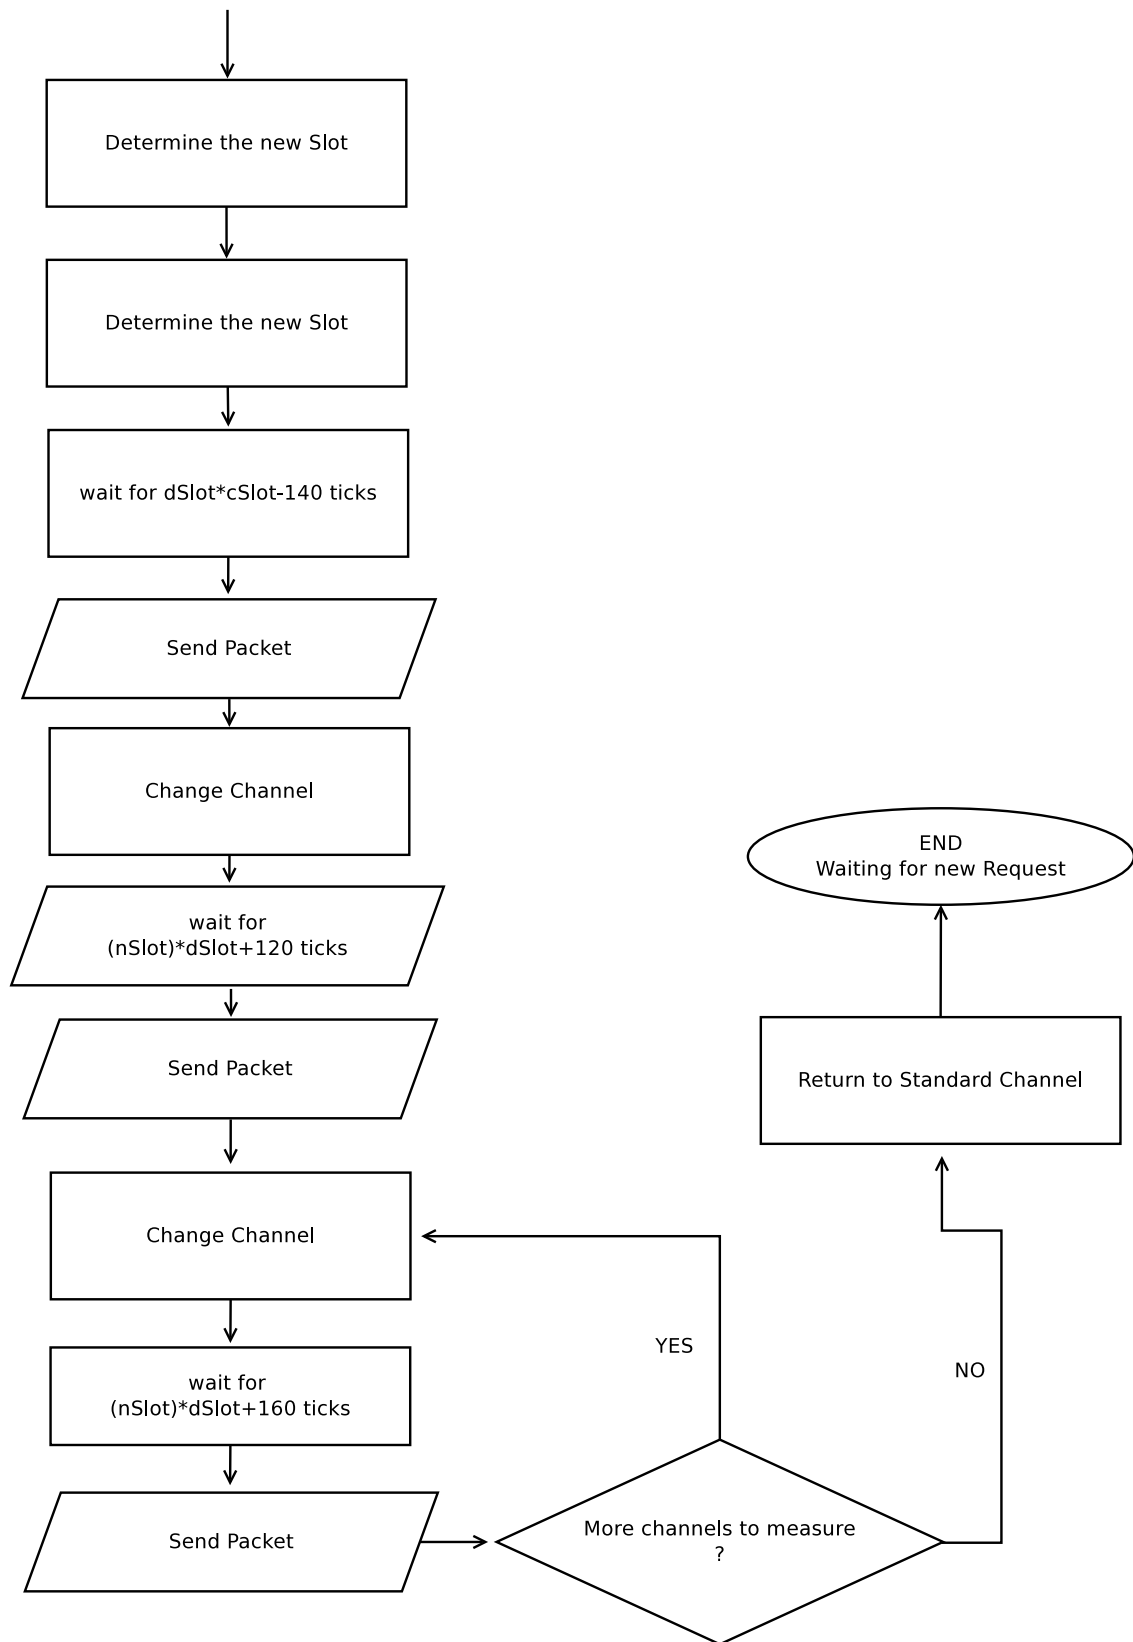 Determine the new Slot
Determine the new Slot
wait for dSlot*cSlot-140 ticks
Send Packet
Change Channel
wait for
(nSlot)*dSlot+120 ticks
Send Packet
Change Channel
wait for
(nSlot)*dSlot+160 ticks
Send Packet
More channels to measure
?
YES
NO
Return to Standard Channel
END
Waiting for new Request